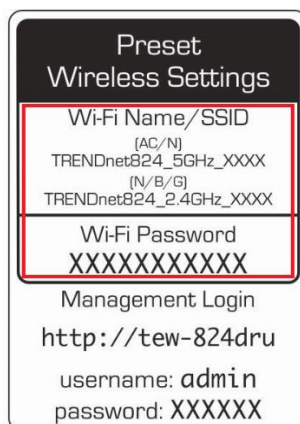 Preset
Wireless Settings
Wi-Fi Name/SSID
(AC/N)
TRENDnet824_5GHz_XXXX
(N/B/G)
TRENDnet824_2.4GHz_XXXX
Wi-Fi Password
XXXXXXXXXXX
Management Login
http://tew-824dru
username: admin
password: XXXXXX